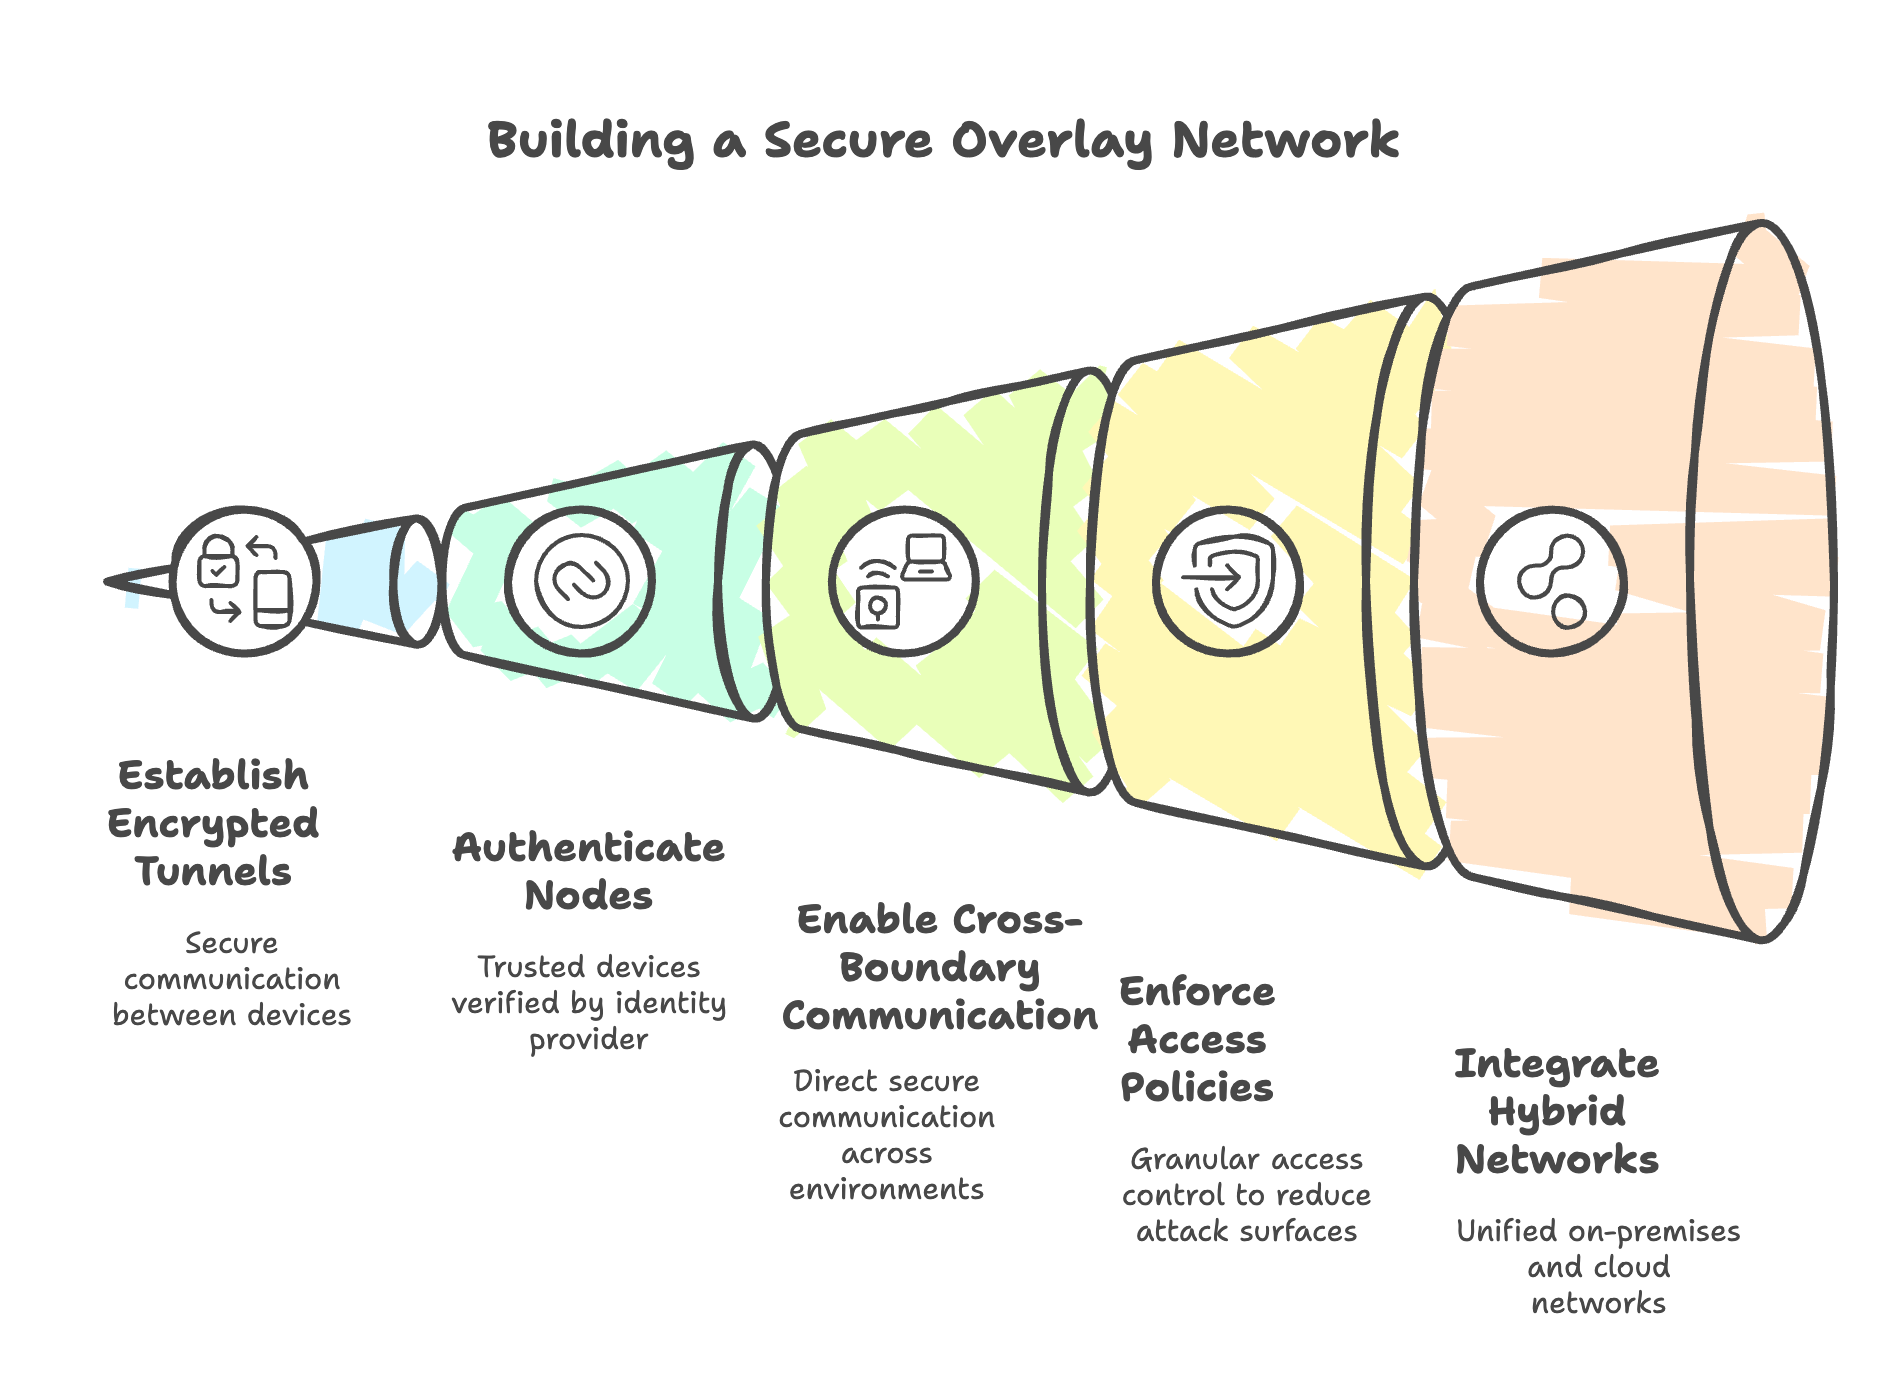 Building a Secure Overlay Network
Establish
Encrypted
Tunnels
Secure
communication
between devices
Authenticate
Nodes
Trusted devices
verified by identity
provider
Enable Cross-
Boundary
Communication
Direct secure
communication
across
environments
Enforce
Access
Policies
Granular access
control to reduce
attack surfaces
Integrate
Hybrid
Networks
Unified on-premises
and cloud
networks